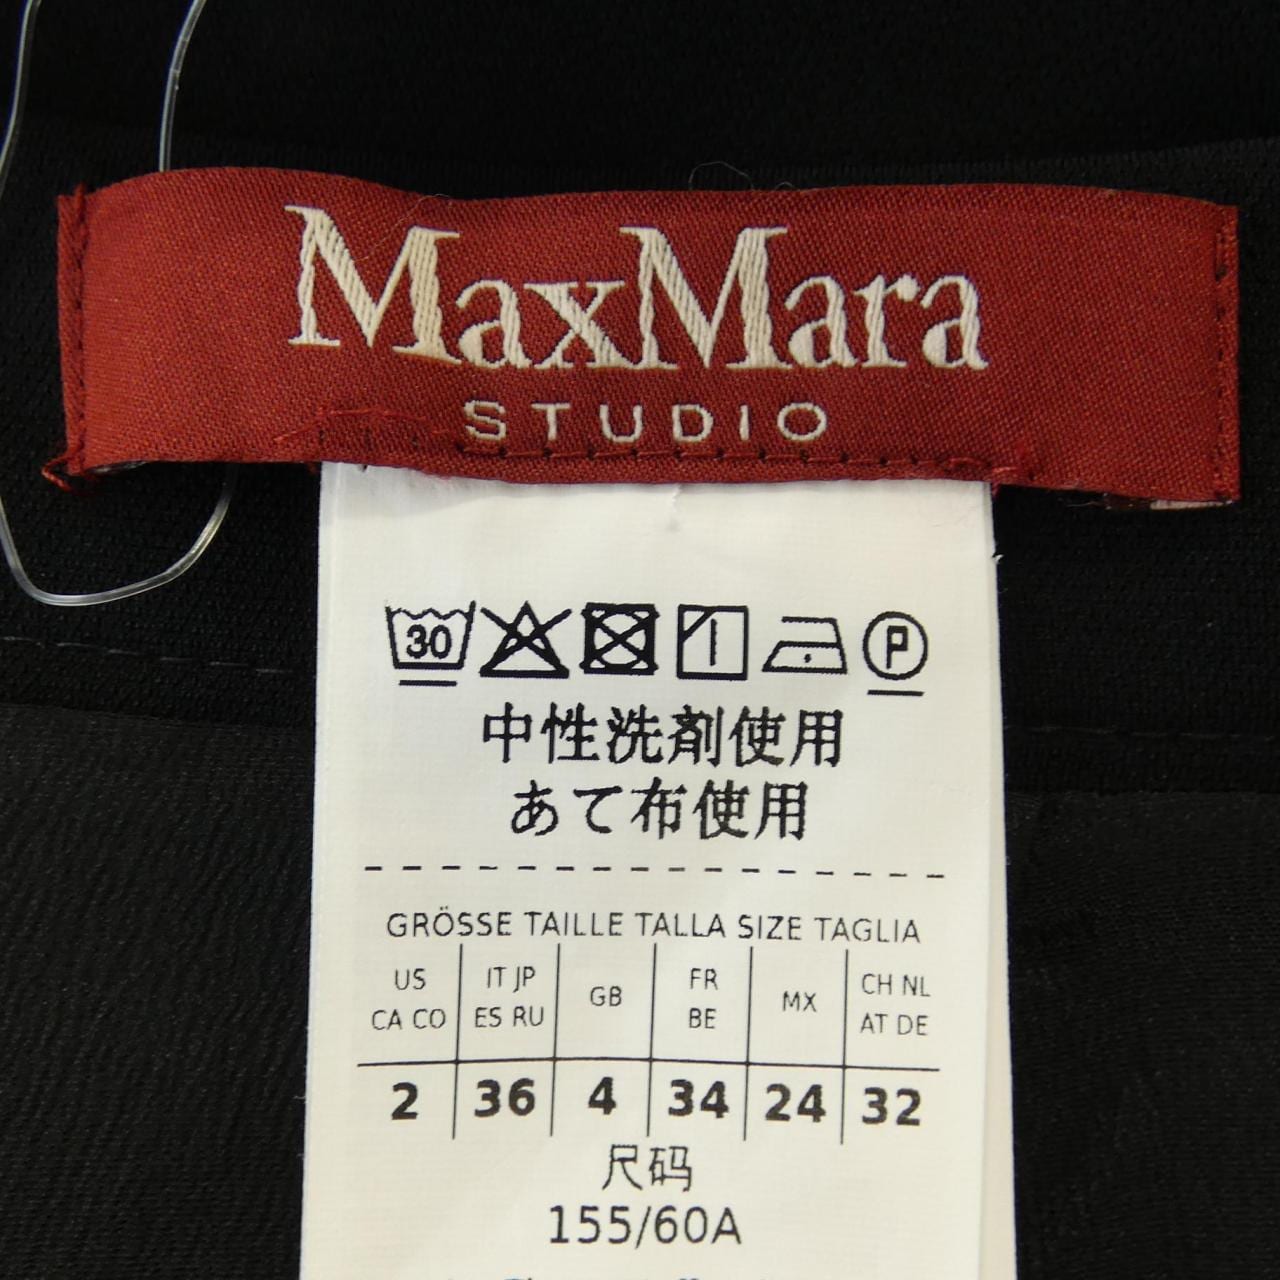 MaxMara
STUDIO
30 P
中性洗剤使用
あて布使用
GRÖSSE TAILLE TALLA SIZE TAGLIA
US CA CO IT JP ES RU GB FR BE MX CH NL AT DE
2 36 4 34 24 32
尺码
155/60A